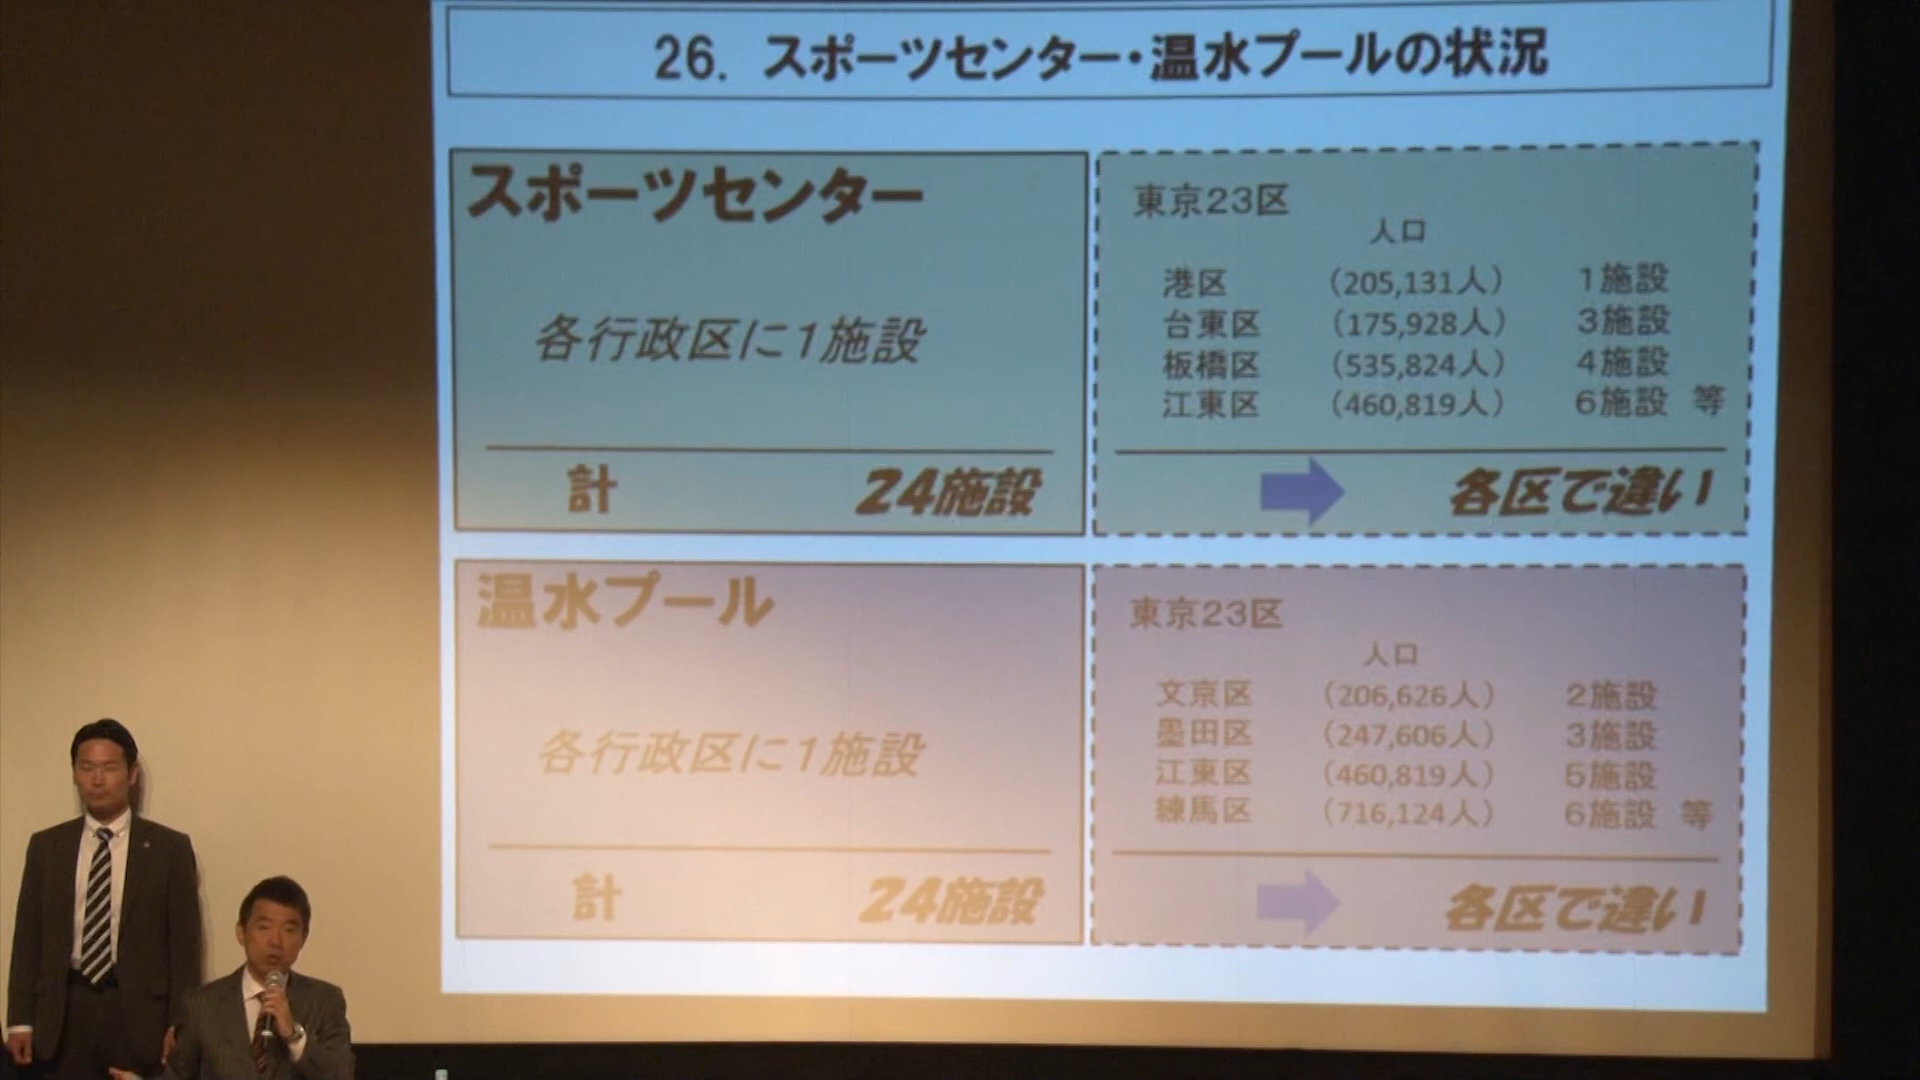 26. スポーツセンター・温水プールの状況
スポーツセンター
各行政区に1施設
計 24施設
東京23区
人口
港区 (205,131人) 1施設
台東区 (175,928人) 3施設
板橋区 (535,824人) 4施設
江東区 (460,819人) 6施設 等
各区で違い
温水プール
各行政区に1施設
計 24施設
東京23区
人口
文京区 (206,626人) 2施設
墨田区 (247,606人) 3施設
江東区 (460,819人) 5施設
練馬区 (716,124人) 6施設 等
各区で違い